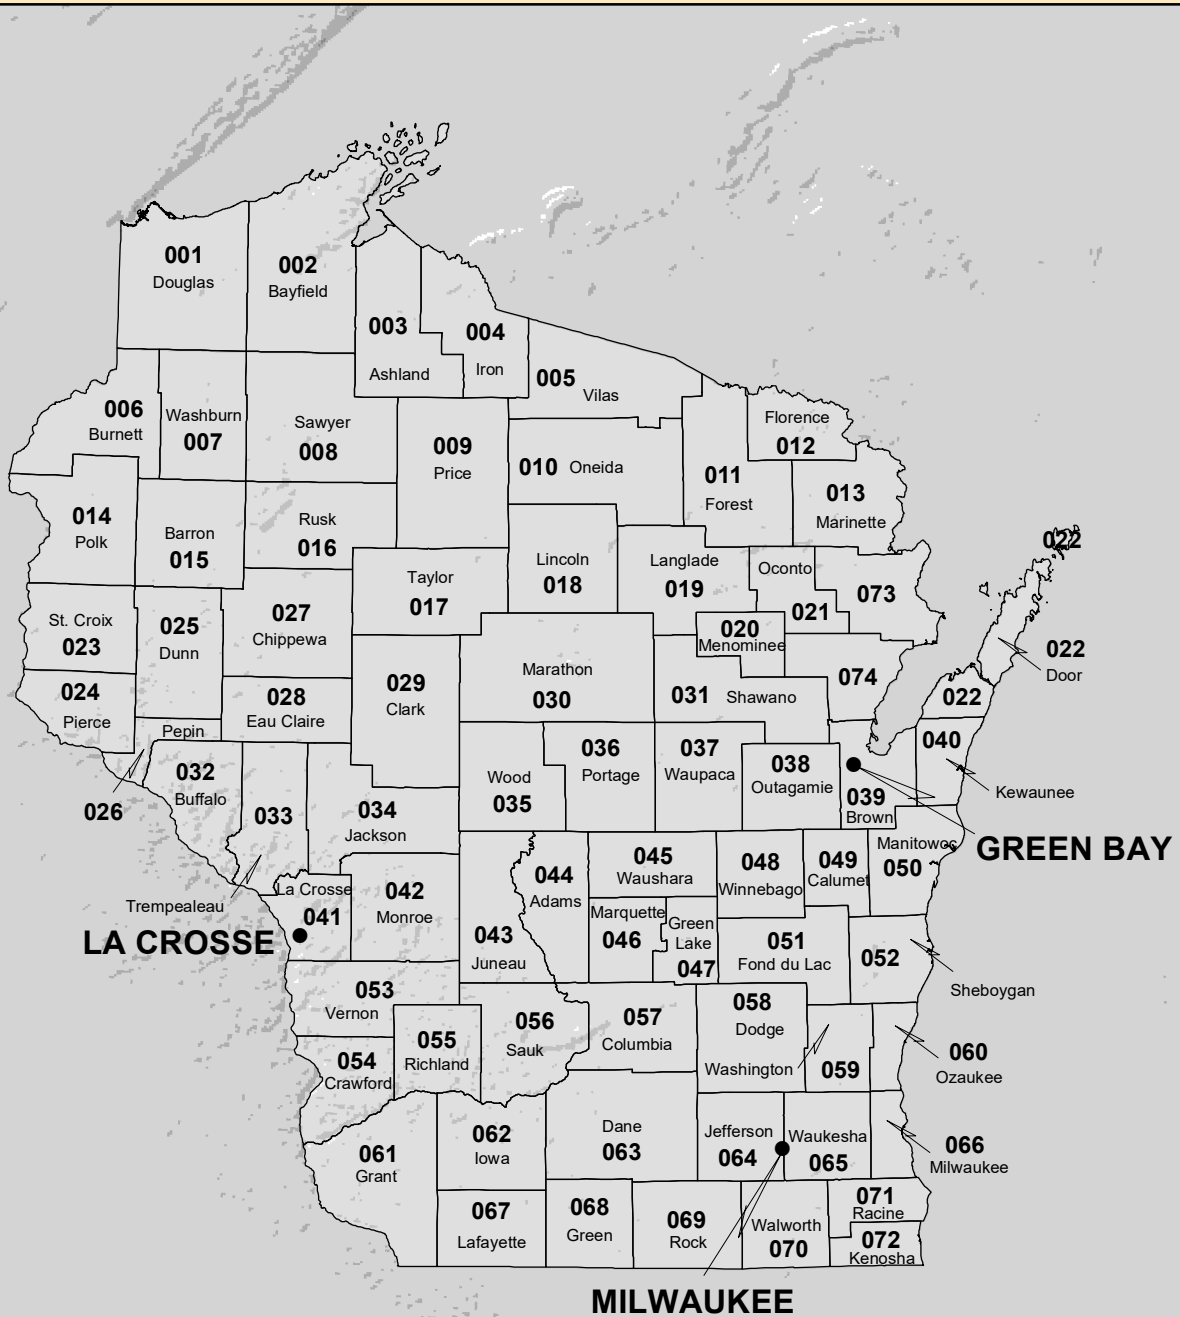 001
Douglas
002
Bayfield
003
Ashland
004
Iron
005
Vilas
006
Burnett
Washburn
007
Sawyer
008
009
Price
010 Oneida
011
Forest
Florence
012
013
Marinette
014
Polk
Barron
015
Rusk
016
Taylor
017
Lincoln
018
Langlade
019
Oconto
021
073
020
Menominee
022
022
Door
022
St. Croix
023
025
Dunn
027
Chippewa
024
Pierce
028
Eau Claire
Pepin
026
029
Clark
Marathon
030
031 Shawano
074
032
Buffalo
033
Trempealeau
034
Jackson
Wood
035
036
Portage
037
Waupaca
038
Outagamie
039
Brown
040
Kewaunee
GREEN BAY
La Crosse
041
LA CROSSE
042
Monroe
043
Juneau
044
Adams
045
Waushara
Marquette
046
Green
Lake
047
048
Winnebago
049
Calumet
Manitowoc
050
051
Fond du Lac
052
Sheboygan
053
Vernon
054
Crawford
055
Richland
056
Sauk
057
Columbia
058
Dodge
Washington
059
060
Ozaukee
061
Grant
062
Iowa
Dane
063
Jefferson
064
Waukesha
065
066
Milwaukee
067
Lafayette
068
Green
069
Rock
Walworth
070
071
Racine
072
Kenosha
MILWAUKEE